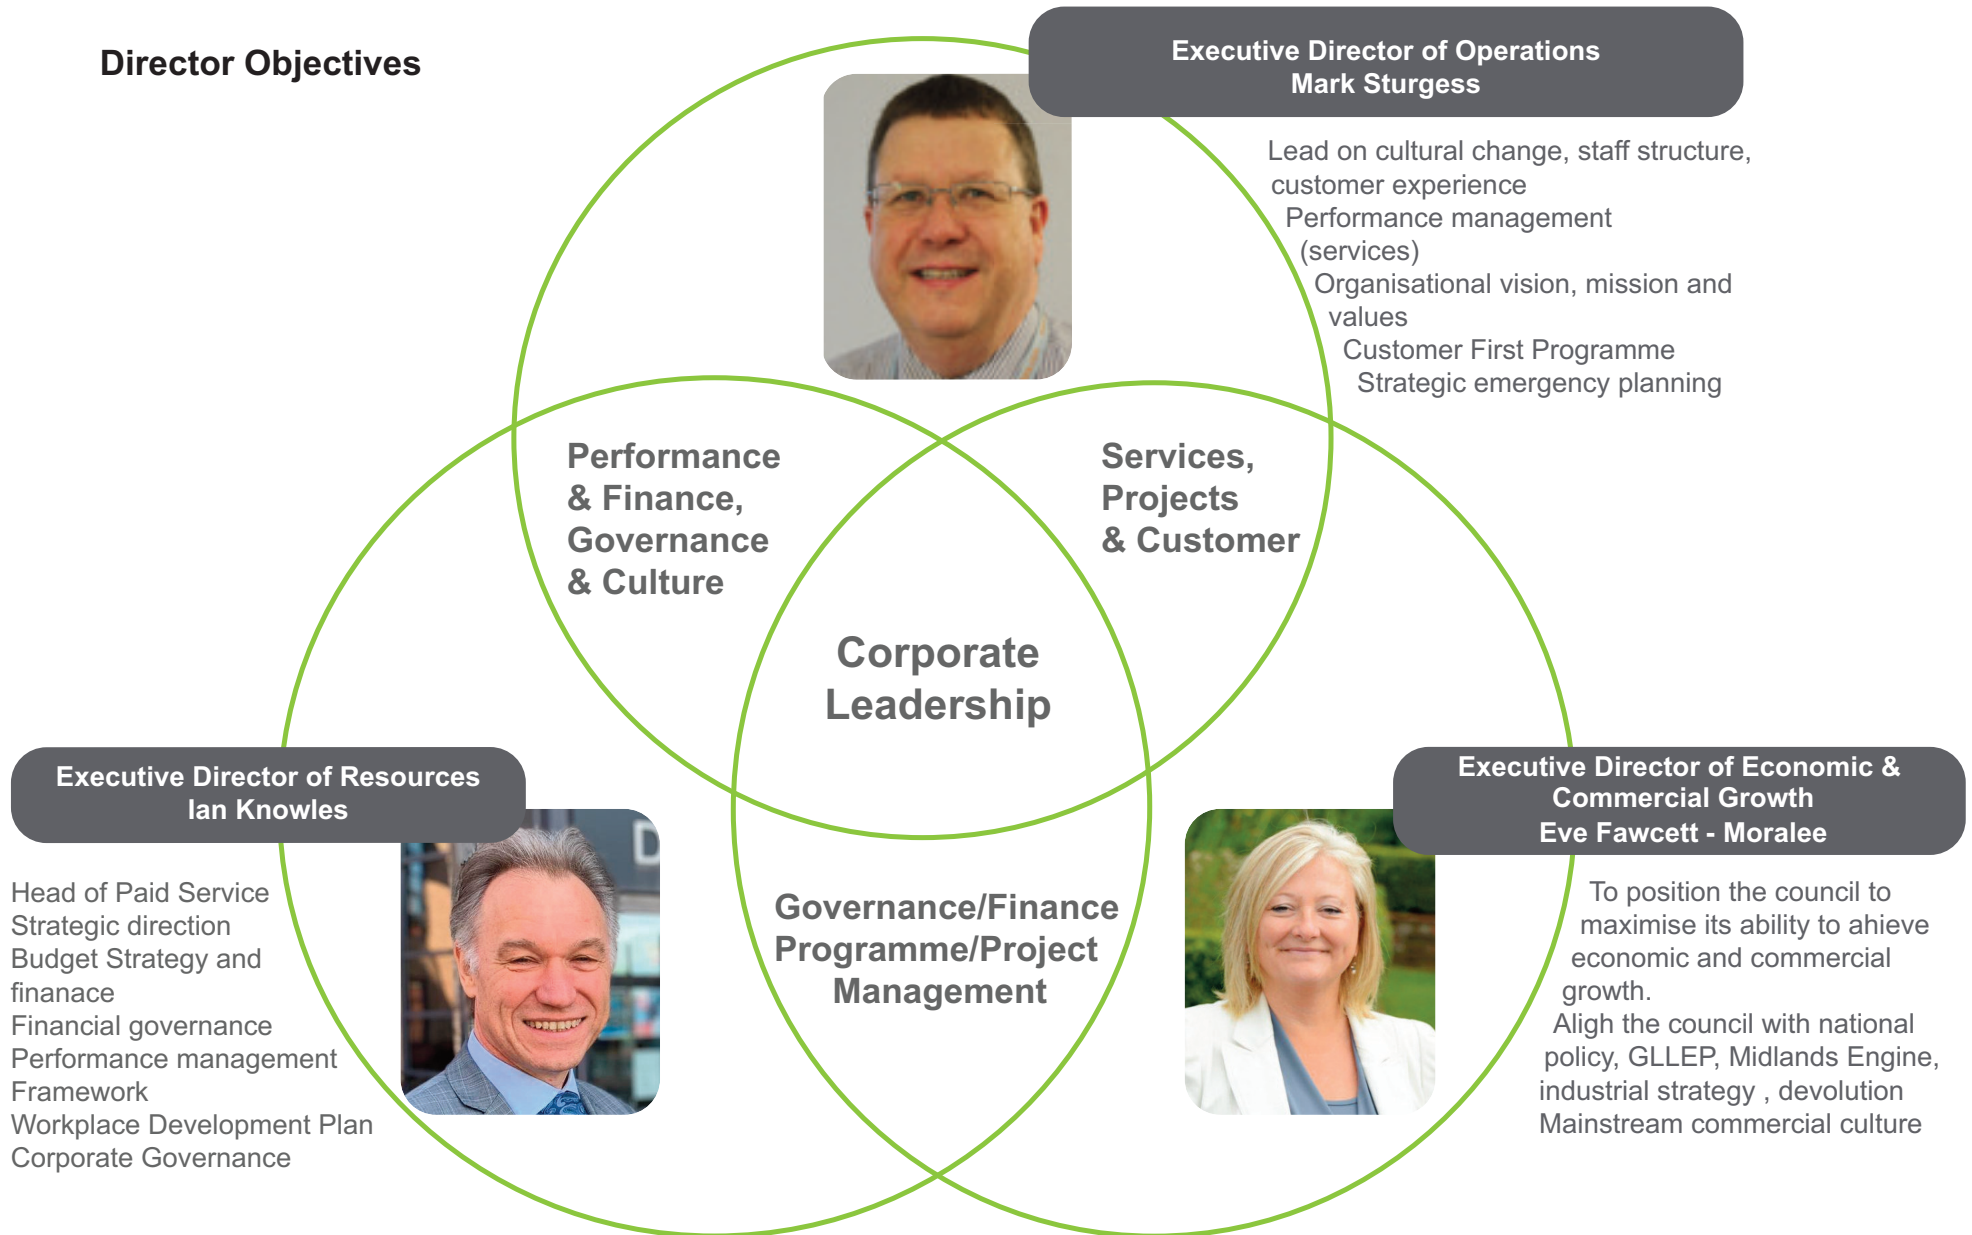 Director Objectives
Executive Director of Operations
Mark Sturgess
Lead on cultural change, staff structure,
customer experience
Performance management
(services)
Organisational vision, mission and
values
Customer First Programme
Strategic emergency planning
Performance
& Finance,
Governance
& Culture
Services,
Projects
& Customer
Corporate
Leadership
Executive Director of Resources
Ian Knowles
Head of Paid Service
Strategic direction
Budget Strategy and
finanace
Financial governance
Performance management
Framework
Workplace Development Plan
Corporate Governance
D
Governance/Finance
Programme/Project
Management
Executive Director of Economic &
Commercial Growth
Eve Fawcett - Moralee
To position the council to
maximise its ability to ahieve
economic and commercial
growth.
Aligh the council with national
policy, GLLEP, Midlands Engine,
industrial strategy , devolution
Mainstream commercial culture